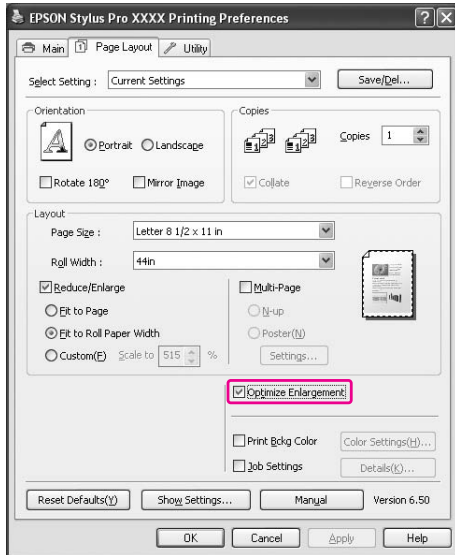 EPSON Stylus Pro XXXX Printing Preferences
Main Page Layout Utility
Select Setting : Current Settings Save/Del...
Orientation
Portrait Landscape
Rotate 180° Mirror Image
Copies
Copies 1
Collate Reverse Order
Layout
Page Size : Letter 8 1/2 x 11 in
Roll Width : 44in
Reduce/Enlarge
Fit to Page
Fit to Roll Paper Width
Custom(E) Scale to 515 %
Multi-Page
N-up
Poster(N)
Settings...
Optimize Enlargement
Print Bckg Color Color Settings(H)...
Job Settings Details(K)...
Reset Defaults(Y) Show Settings... Manual Version 6.50
OK Cancel Apply Help